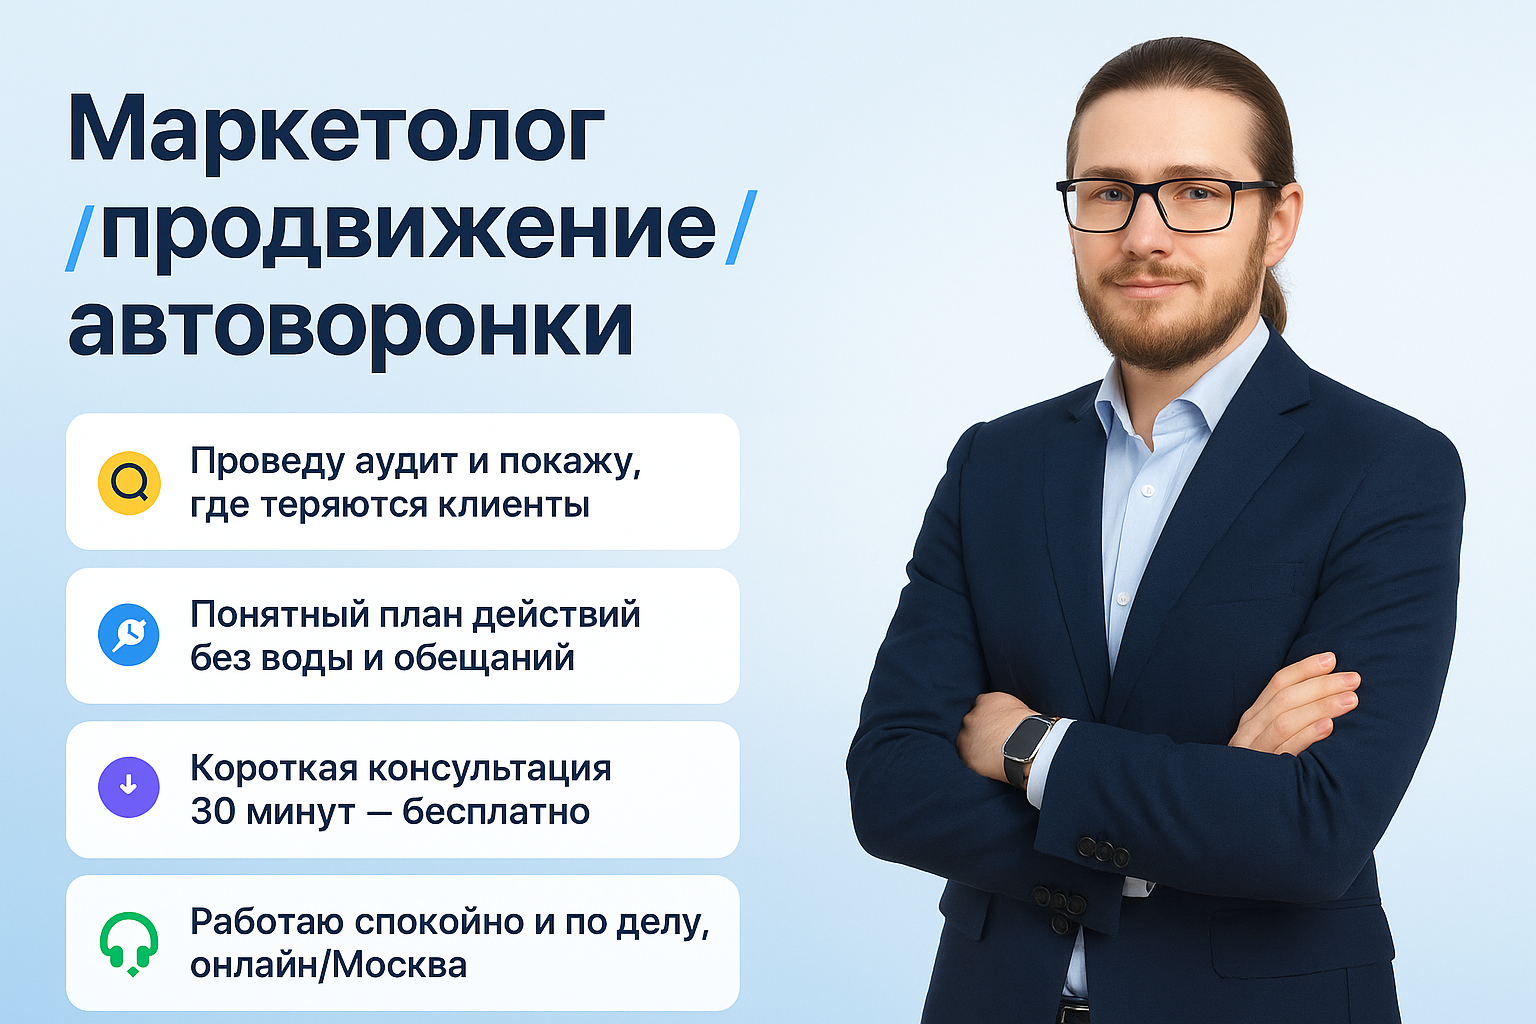 Маркетолог
/продвижение/
автоворонки
Проведу аудит и покажу,
где теряются клиенты
Понятный план действий
без воды и обещаний
Короткая консультация
30 минут — бесплатно
Работаю спокойно и по делу,
онлайн/Москва